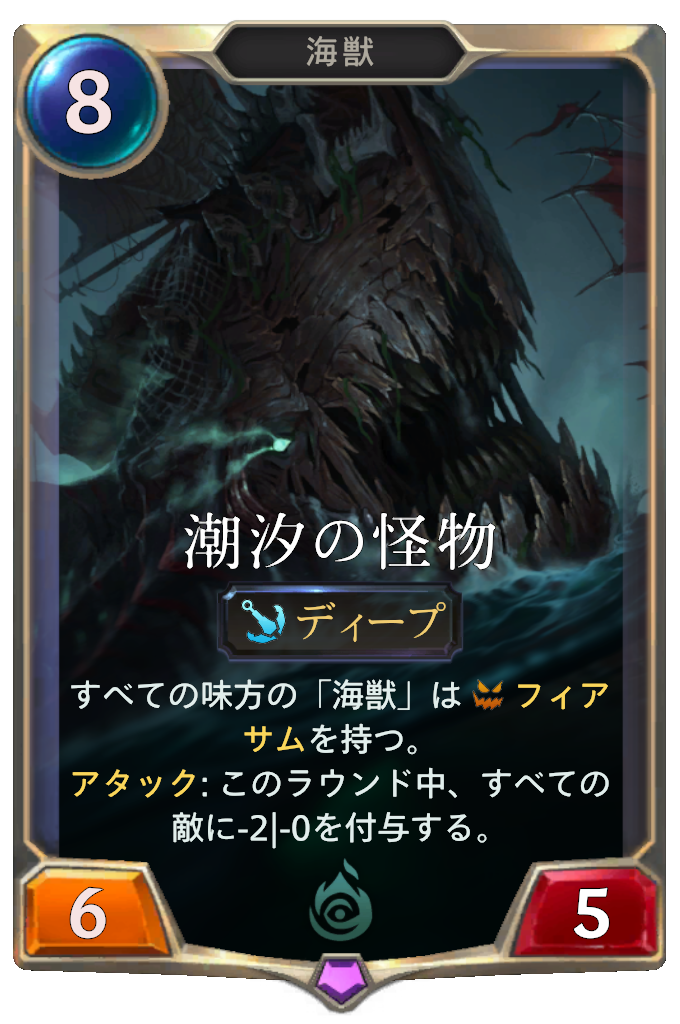 海獣
8
潮汐の怪物
ディープ
すべての味方の「海獣」は フィア
サムを持つ。
アタック: このラウンド中、すべての
敵に-2|-0を付与する。
6
5